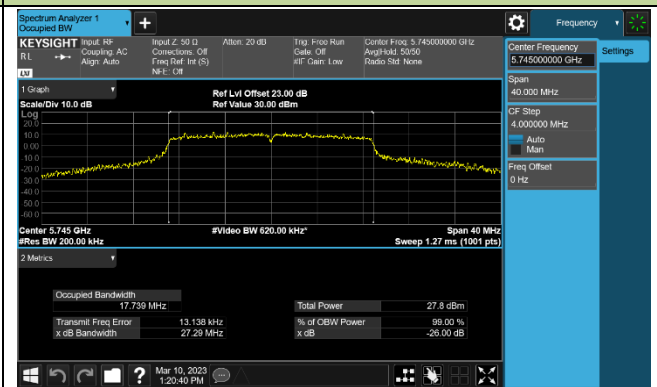 Spectrum Analyzer 1
Occupied BW
+
Frequency
KEYSIGHT
Input: RF
Coupling: AC
Align: Auto
Input Z: 50 Ω
Corrections: Off
Freq Ref: Int (S)
NFE: Off
Atten: 20 dB
Trig: Free Run
Gate: Off
#IF Gain: Low
Center Freq: 5.745000000 GHz
Avg|Hold: 50/50
Radio Std: None
RL
LXI
Center Frequency
5.745000000 GHz
Settings
Span
40.000 MHz
CF Step
4.000000 MHz
Auto
Man
Freq Offset
0 Hz
1 Graph
Scale/Div 10.0 dB
Ref Lvl Offset 23.00 dB
Ref Value 30.00 dBm
Log
20.0
10.0
0.00
-10.0
-20.0
-30.0
-40.0
-50.0
-60.0
Center 5.745 GHz
#Res BW 200.00 kHz
#Video BW 620.00 kHz*
Span 40 MHz
Sweep 1.27 ms (1001 pts)
2 Metrics
Occupied Bandwidth
17.739 MHz
Total Power 27.8 dBm
Transmit Freq Error 13.138 kHz
% of OBW Power 99.00 %
x dB Bandwidth 27.29 MHz
x dB -26.00 dB
?
Mar 10, 2023
1:20:40 PM